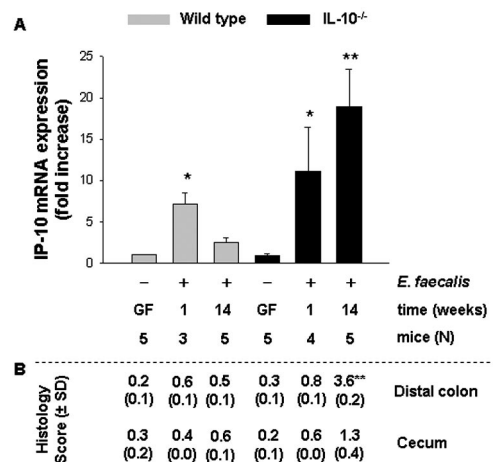 Wild type IL-10-/-
A
IP-10 mRNA expression
(fold increase)
25
20
15
10
5
0
* * **
– + + – + + E. faecalis
GF 1 14 GF 1 14 time (weeks)
5 3 5 5 4 5 mice (N)
B
Histology
Score (± SD)
0.2 0.6 0.5 0.3 0.8 3.6** Distal colon
(0.1) (0.1) (0.1) (0.1) (0.1) (0.2)
0.3 0.4 0.6 0.2 0.6 1.3 Cecum
(0.2) (0.0) (0.1) (0.1) (0.0) (0.4)